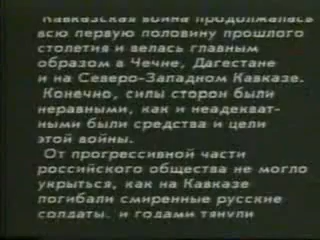 Кавказская война продолжалась
всю первую половину прошлого
столетия и велась главным
образом в Чечне, Дагестане
и на Северо-Западном Кавказе.
Конечно, силы сторон были
неравными, как и неадекват-
ными были средства и цели
этой войны.
От прогрессивной части
российского общества не могло
укрыться, как на Кавказе
погибали смиренные русские
солдаты, и годами тянули